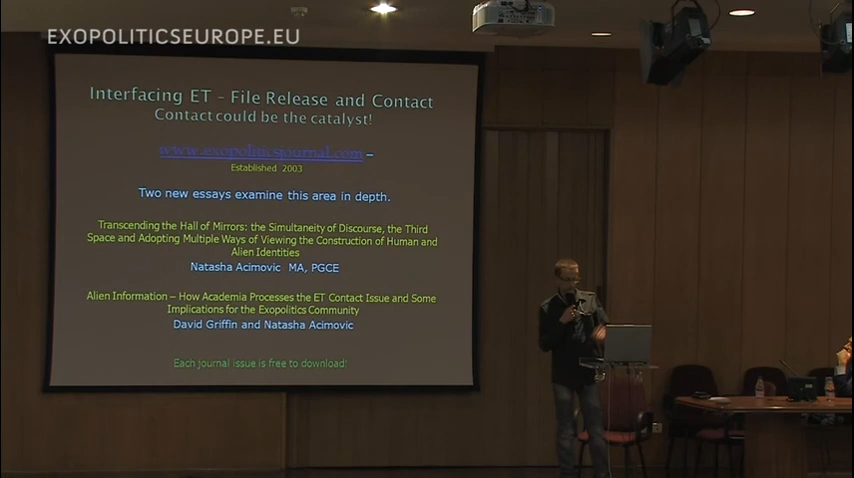 EXOPOLITICSEUROPE.EU
Interfacing ET - File Release and Contact
Contact could be the catalyst!
www.exopoliticsjournal.com –
Established 2003
Two new essays examine this area in depth.
Transcending the Hall of Mirrors: the Simultaneity of Discourse, the Third
Space and Adopting Multiple Ways of Viewing the Construction of Human and
Alien Identities
Natasha Acimovic MA, PGCE
Alien Information – How Academia Processes the ET Contact Issue and Some
Implications for the Exopolitics Community
David Griffin and Natasha Acimovic
Each journal issue is free to download!